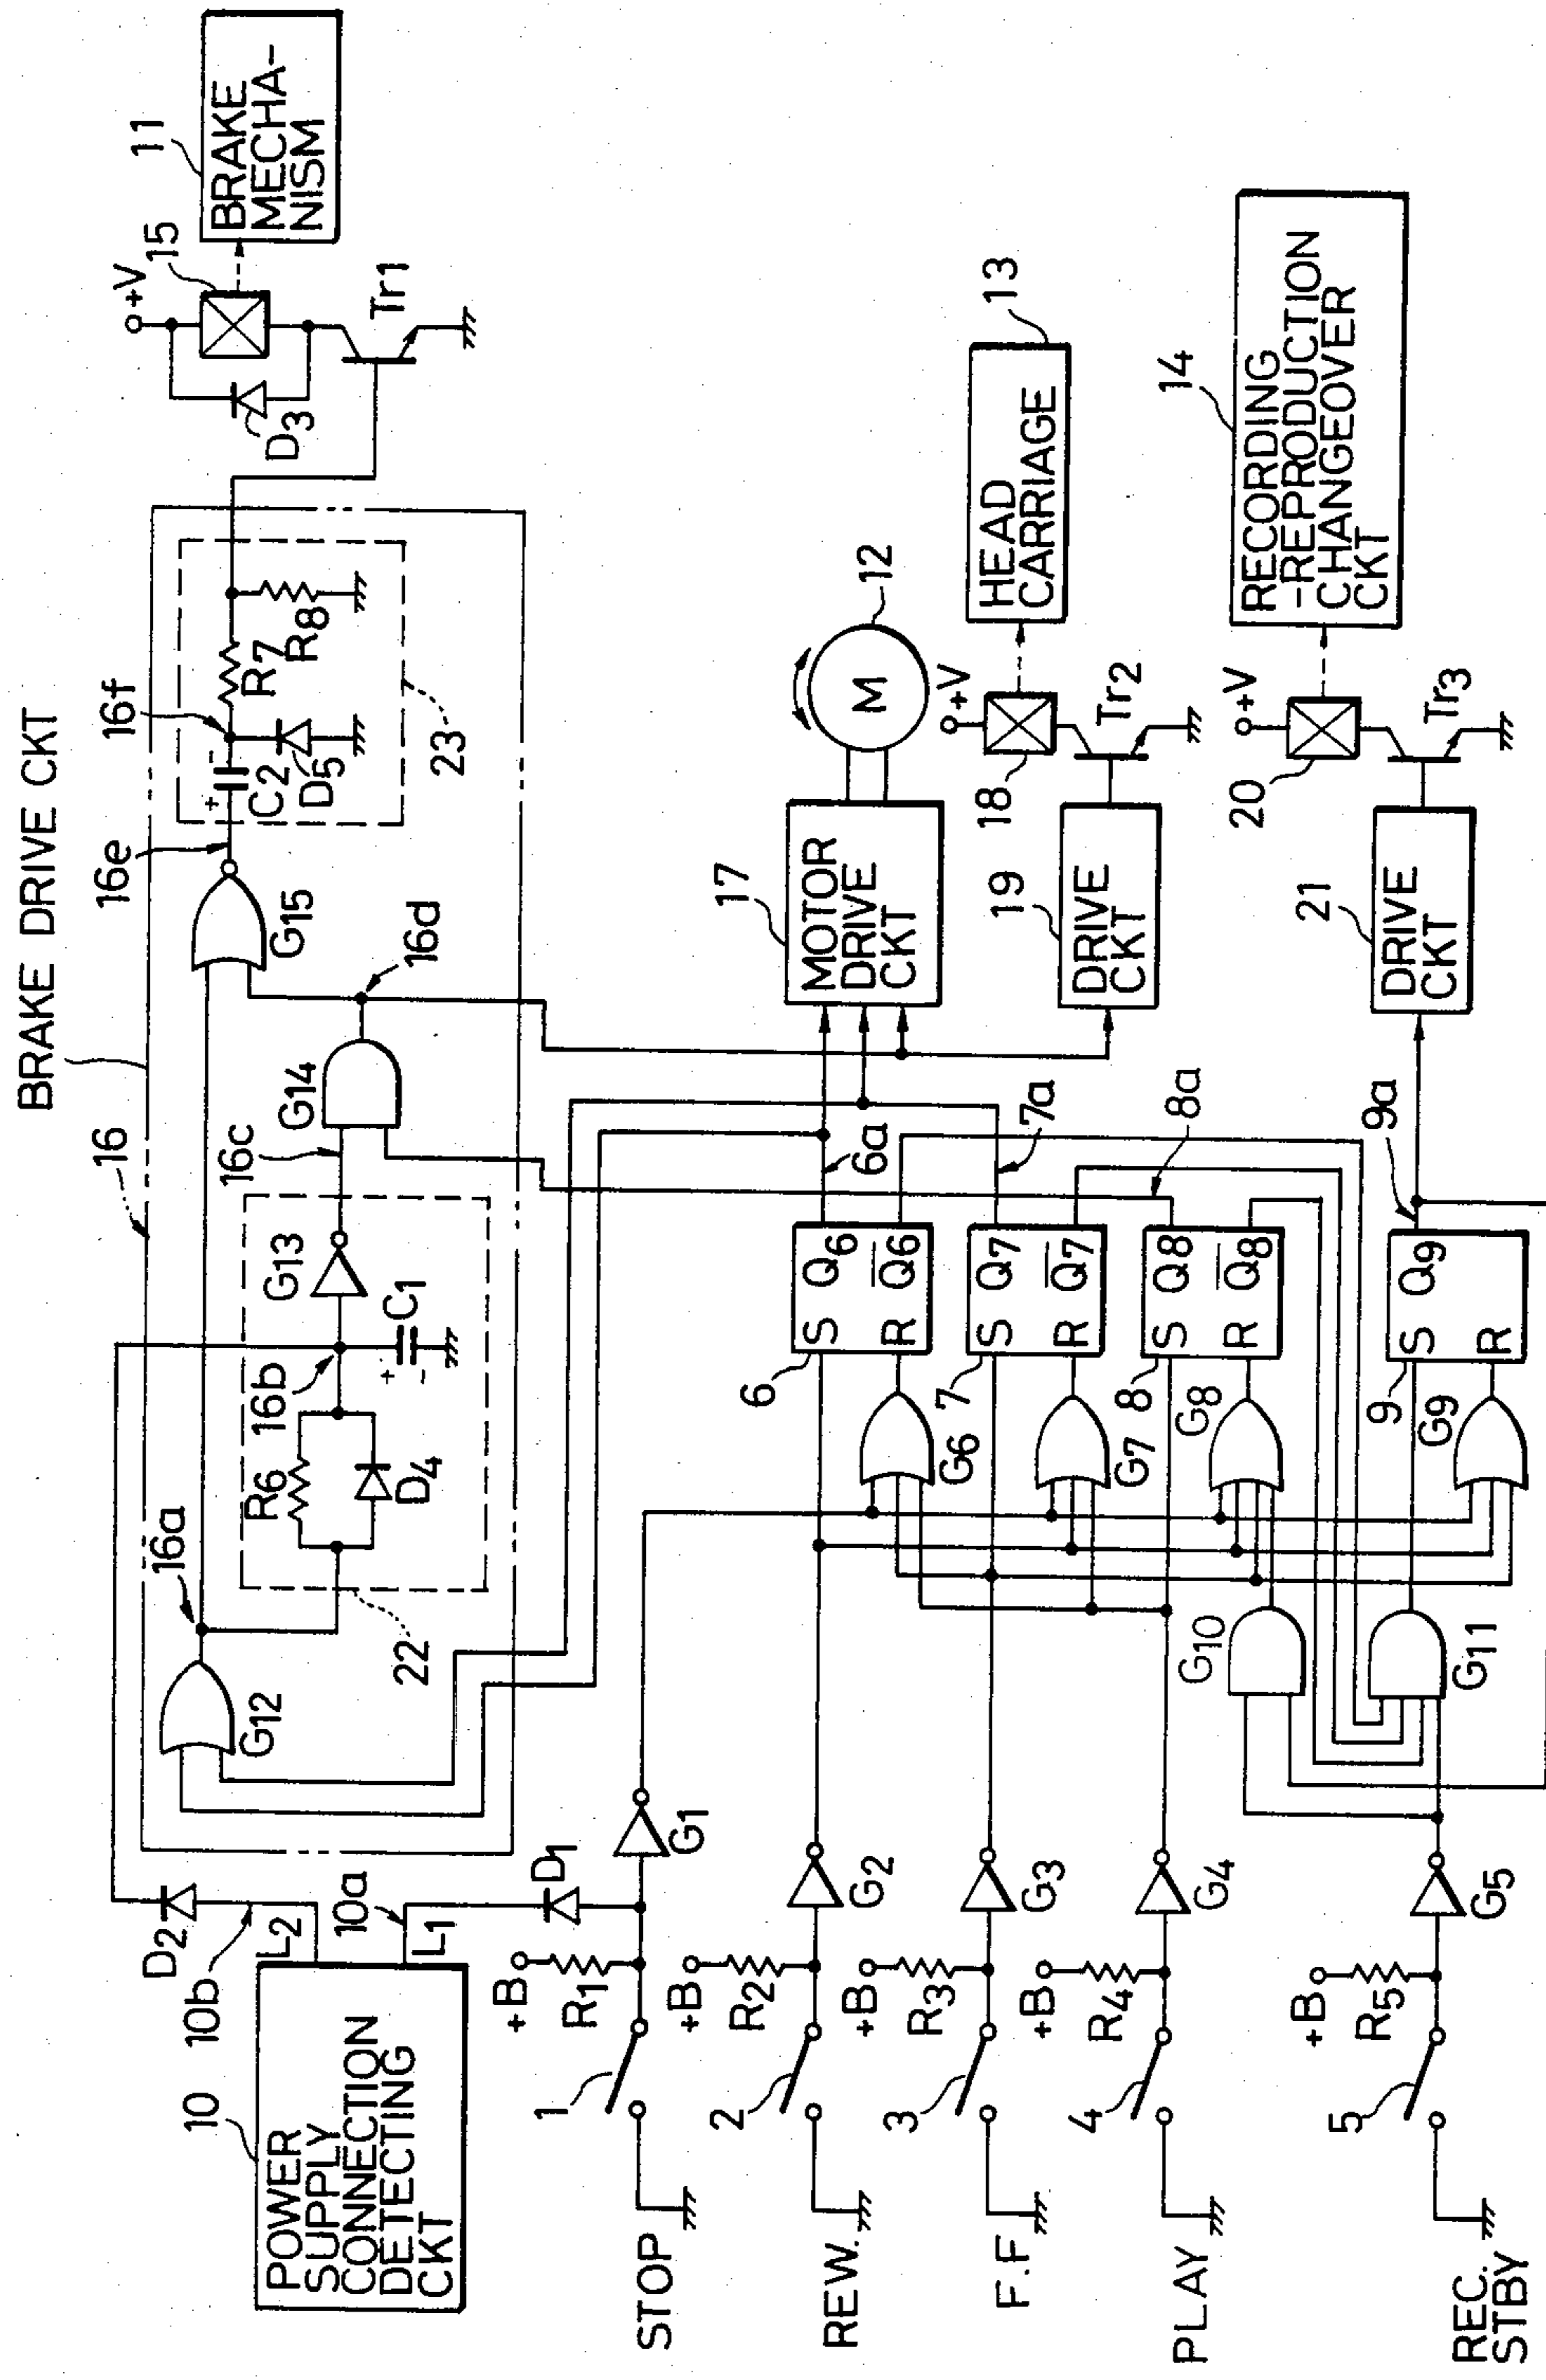 BRAKE DRIVE CKT
16
10
POWER
SUPPLY
CONNECTION
DETECTING
CKT
10b
L2
D2
10a
L1
D1
G12
16a
22
R6
D4
16b
C1
+
-
G13
16c
G14
16d
G15
16e
+
-
C2
16f
D5
R7
R8
23
D3
+V
15
Tr1
11
BRAKE
MECHA-
NISM
STOP
1
+B
R1
G1
REW.
2
+B
R2
G2
F.F
3
+B
R3
G3
PLAY
4
+B
R4
G4
REC.
STBY
5
+B
R5
G5
G10
G11
G6
G7
G8
G9
6
S Q6
R Q̅6
6a
7
S Q7
R Q̅7
7a
8
S Q8
R Q̅8
8a
9
S Q9
R
9a
17
MOTOR
DRIVE
CKT
M
12
19
DRIVE
CKT
18
+V
Tr2
13
HEAD
CARRIAGE
21
DRIVE
CKT
20
+V
Tr3
14
RECORDING
-REPRODUCTION
CHANGEOVER
CKT